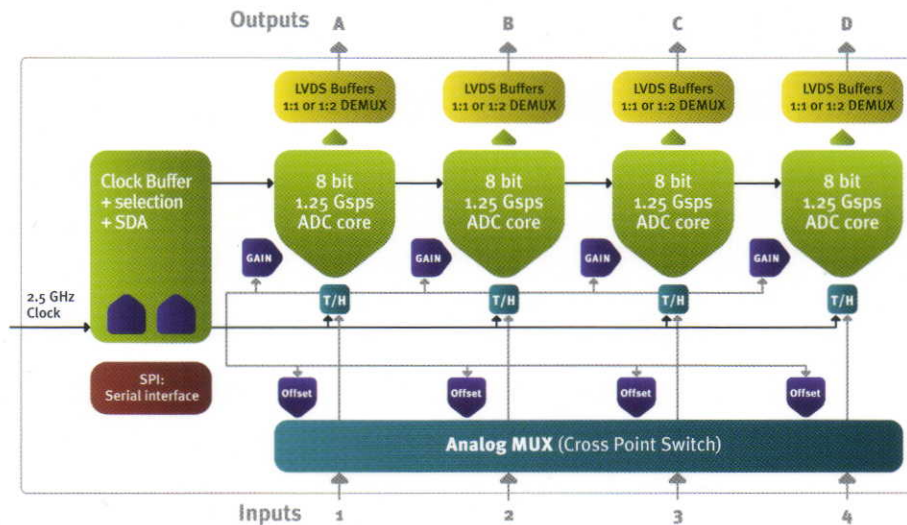 Outputs A B C D
LVDS Buffers
1:1 or 1:2 DEMUX
LVDS Buffers
1:1 or 1:2 DEMUX
LVDS Buffers
1:1 or 1:2 DEMUX
LVDS Buffers
1:1 or 1:2 DEMUX
Clock Buffer
+ selection
+ SDA
8 bit
1.25 Gsps
ADC core
8 bit
1.25 Gsps
ADC core
8 bit
1.25 Gsps
ADC core
8 bit
1.25 Gsps
ADC core
GAIN
GAIN
GAIN
GAIN
2.5 GHz
Clock
T/H
T/H
T/H
T/H
SPI:
Serial interface
Offset
Offset
Offset
Offset
Analog MUX (Cross Point Switch)
Inputs 1 2 3 4